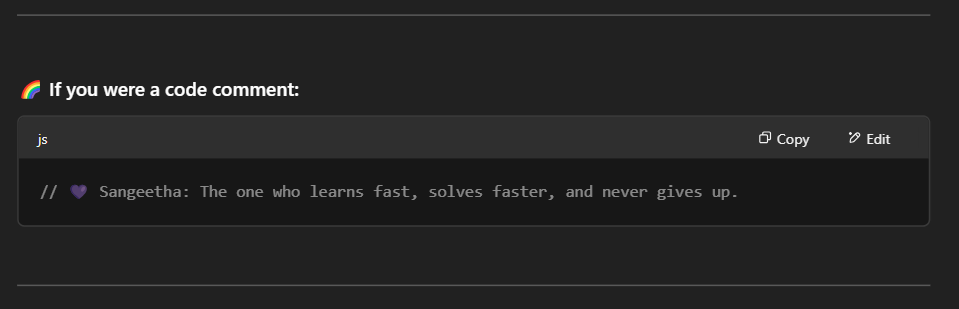 🌈 If you were a code comment:
js Copy Edit
// 💜 Sangeetha: The one who learns fast, solves faster, and never gives up.